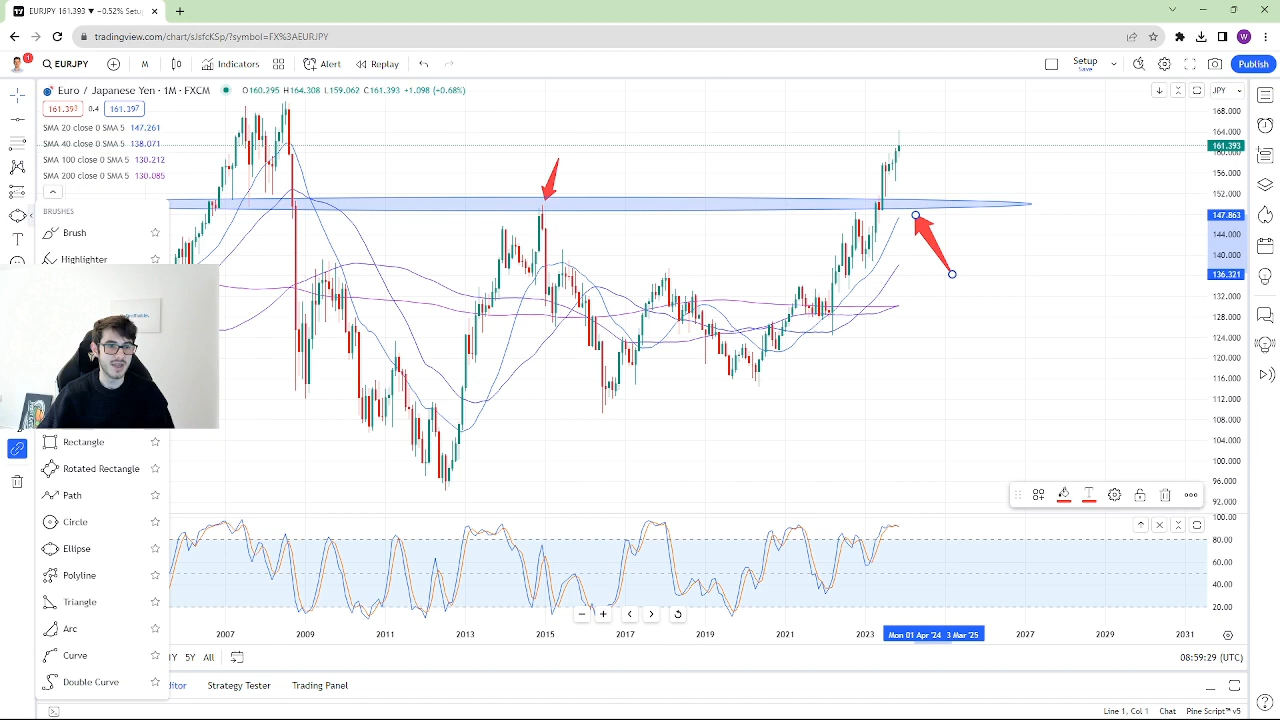 EURJPY 161.393 ▼ −0.52% Setup
tradingview.com/chart/sJsfcKSp/?symbol=FX%3AEURJPY
W
EURJPY
M
Indicators
Alert
Replay
Setup
Save
Publish
Euro / Japanese Yen · 1M · FXCM
O160.295 H164.308 L159.062 C161.393 +1.098 (+0.68%)
JPY
161.393
0.4
161.397
SMA 20 close 0 SMA 5 147.261
SMA 40 close 0 SMA 5 138.071
SMA 100 close 0 SMA 5 130.212
SMA 200 close 0 SMA 5 130.085
BRUSHES
Brush
Highlighter
Rectangle
Rotated Rectangle
Path
Circle
Ellipse
Polyline
Triangle
Arc
Curve
Double Curve
168.000
164.000
161.393
160.000
156.000
152.000
147.863
144.000
140.000
136.321
132.000
128.000
124.000
120.000
116.000
112.000
108.000
104.000
100.000
96.000
92.000
100.00
80.00
60.00
40.00
20.00
2007
2009
2011
2013
2015
2017
2019
2021
2023
Mon 01 Apr '24
3 Mar '25
2027
2029
2031
5Y
All
08:59:29 (UTC)
Strategy Tester
Trading Panel
Line 1, Col 1
Chat
Pine Script™ v5